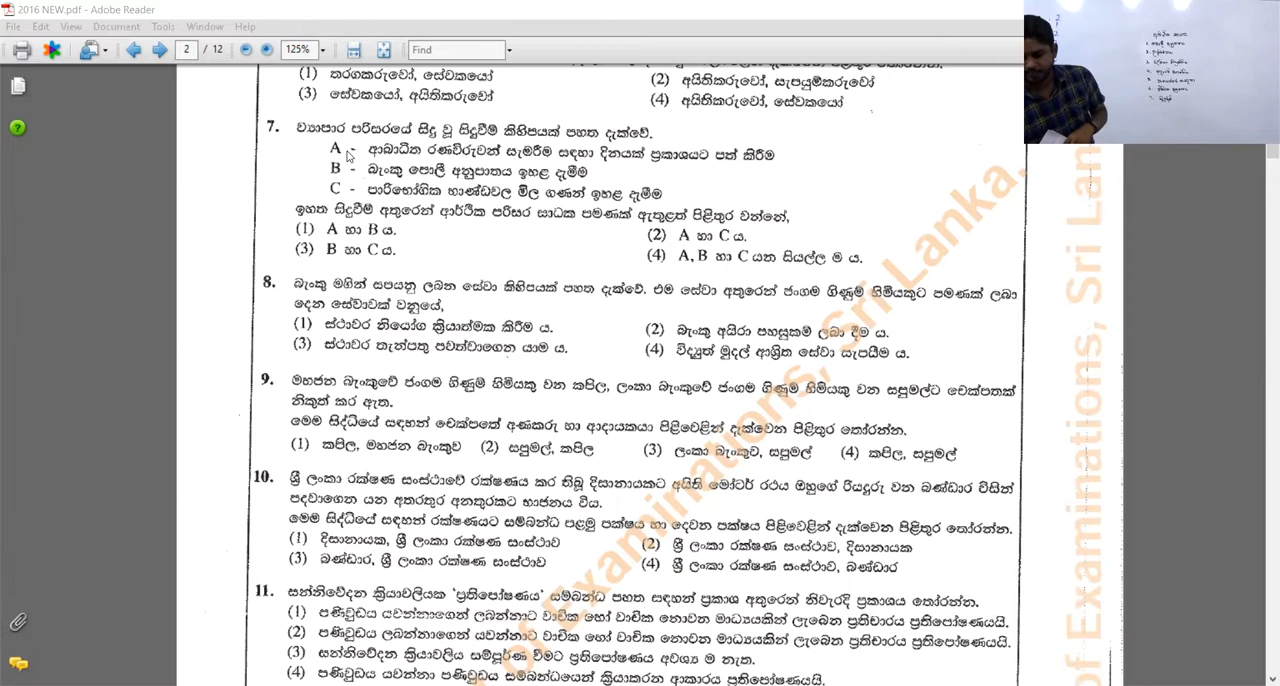 2016 NEW.pdf - Adobe Reader
File Edit View Document Tools Window Help
2 / 12 125% Find
(1) තරගකරුවෝ, සේවකයෝ (2) අයිතිකරුවෝ, සැපයුම්කරුවෝ
(3) සේවකයෝ, අයිතිකරුවෝ (4) අයිතිකරුවෝ, සේවකයෝ
7. ව්‍යාපාර පරිසරයේ සිදු වූ සිදුවීම් කිහිපයක් පහත දැක්වේ.
A - ආබාධිත රණවිරුවන් සැමරීම සඳහා දිනයක් ප්‍රකාශයට පත් කිරීම
B - බැංකු පොලී අනුපාතය ඉහළ දැමීම
C - පාරිභෝගික භාණ්ඩවල මිල ගණන් ඉහළ දැමීම
ඉහත සිදුවීම් අතුරෙන් ආර්ථික පරිසර සාධක පමණක් ඇතුළත් පිළිතුර වන්නේ,
(1) A හා B ය. (2) A හා C ය.
(3) B හා C ය. (4) A, B හා C යන සියල්ල ම ය.
8. බැංකු මගින් සපයනු ලබන සේවා කිහිපයක් පහත දැක්වේ. එම සේවා අතුරෙන් ජංගම ගිණුම් හිමියකුට පමණක් ලබා
දෙන සේවාවක් වනුයේ,
(1) ස්ථාවර නියෝග ක්‍රියාත්මක කිරීම ය. (2) බැංකු අයිරා පහසුකම් ලබා දීම ය.
(3) ස්ථාවර තැන්පතු පවත්වාගෙන යාම ය. (4) විද්‍යුත් මුදල් ආශ්‍රිත සේවා සැපයීම ය.
9. මහජන බැංකුවේ ජංගම ගිණුම් හිමියකු වන කපිල, ලංකා බැංකුවේ ජංගම ගිණුම් හිමියකු වන සපුමල්ට චෙක්පතක්
නිකුත් කර ඇත.
මෙම සිද්ධියේ සඳහන් චෙක්පතේ අණකරු හා ආදායකයා පිළිවෙළින් දැක්වෙන පිළිතුර තෝරන්න.
(1) කපිල, මහජන බැංකුව (2) සපුමල්, කපිල (3) ලංකා බැංකුව, සපුමල් (4) කපිල, සපුමල්
10. ශ්‍රී ලංකා රක්ෂණ සංස්ථාවේ රක්ෂණය කර තිබූ දිසානායකට අයිති මෝටර් රථය ඔහුගේ රියදුරු වන බණ්ඩාර විසින්
පදවාගෙන යන අතරතුර අනතුරකට භාජනය විය.
මෙම සිද්ධියේ සඳහන් රක්ෂණයට සම්බන්ධ පළමු පක්ෂය හා දෙවන පක්ෂය පිළිවෙළින් දැක්වෙන පිළිතුර තෝරන්න.
(1) දිසානායක, ශ්‍රී ලංකා රක්ෂණ සංස්ථාව (2) ශ්‍රී ලංකා රක්ෂණ සංස්ථාව, දිසානායක
(3) බණ්ඩාර, ශ්‍රී ලංකා රක්ෂණ සංස්ථාව (4) ශ්‍රී ලංකා රක්ෂණ සංස්ථාව, බණ්ඩාර
11. සන්නිවේදන ක්‍රියාවලියක 'ප්‍රතිපෝෂණය' සම්බන්ධ පහත සඳහන් ප්‍රකාශ අතුරෙන් නිවැරදි ප්‍රකාශය තෝරන්න.
(1) පණිවුඩය යවන්නාගෙන් ලබන්නාට වාචික හෝ වාචික නොවන මාධ්‍යයකින් ලැබෙන ප්‍රතිචාරය ප්‍රතිපෝෂණයයි.
(2) පණිවුඩය ලබන්නාගෙන් යවන්නාට වාචික හෝ වාචික නොවන මාධ්‍යයකින් ලැබෙන ප්‍රතිචාරය ප්‍රතිපෝෂණයයි.
(3) සන්නිවේදන ක්‍රියාවලිය සම්පූර්ණ වීමට ප්‍රතිපෝෂණය අවශ්‍ය ම නැත.
(4) පණිවුඩය යවන්නා පණිවුඩය සම්බන්ධයෙන් ක්‍රියාකරන ආකාරය ප්‍රතිපෝෂණයයි.
of Examinations, Sri Lanka.
of Examinations, Sri Lan